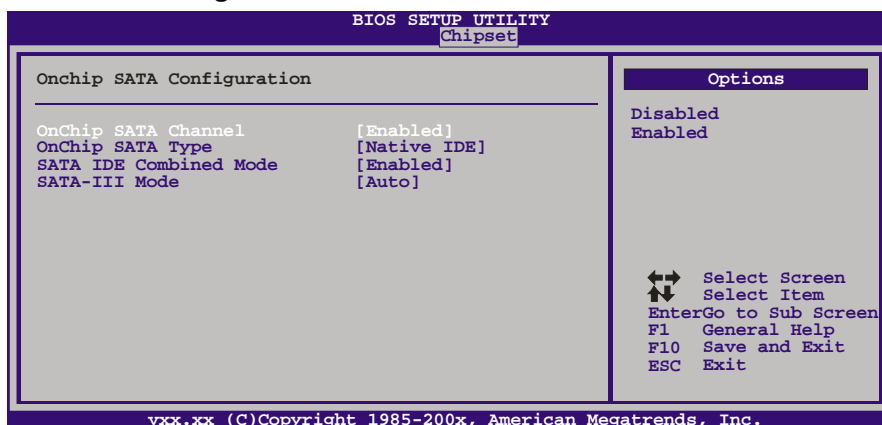 BIOS SETUP UTILITY
Chipset
Onchip SATA Configuration
OnChip SATA Channel [Enabled]
OnChip SATA Type [Native IDE]
SATA IDE Combined Mode [Enabled]
SATA-III Mode [Auto]
Options
Disabled
Enabled
Select Screen
Select Item
EnterGo to Sub Screen
F1 General Help
F10 Save and Exit
ESC Exit
vxx.xx (C)Copyright 1985-200x, American Megatrends, Inc.